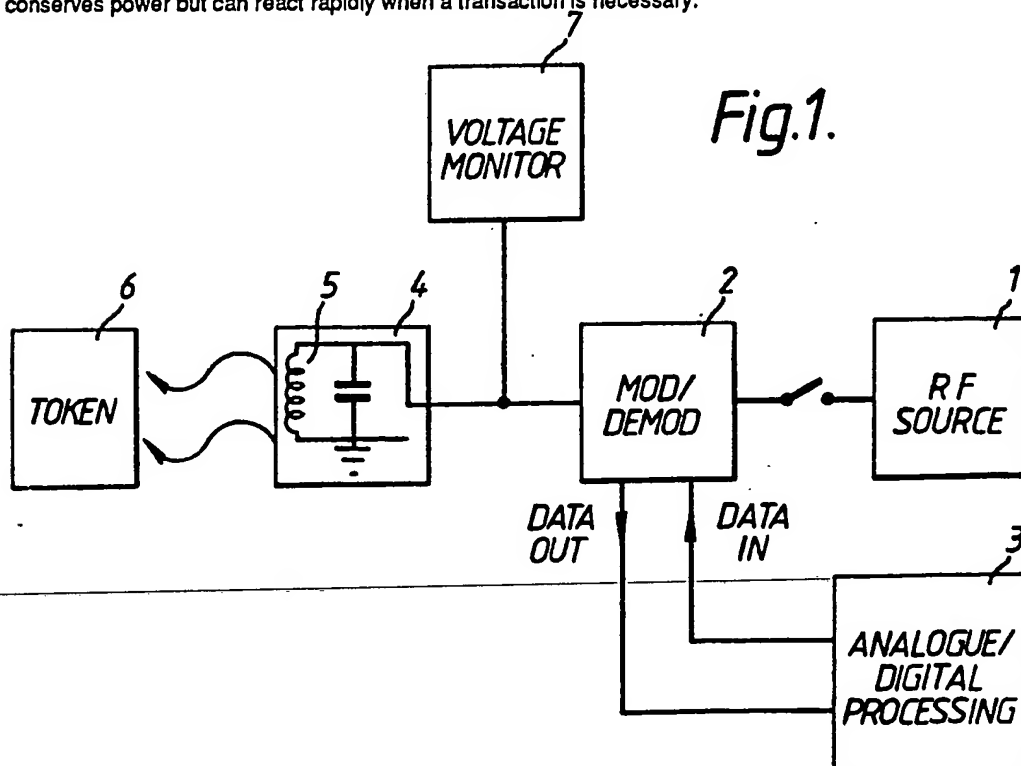 conserves power but can react rapidly when a transaction is necessary.
7
VOLTAGE
MONITOR
Fig.1.
6
5
4
2
1
TOKEN
MOD/
DEMOD
RF
SOURCE
DATA
OUT
DATA
IN
3
ANALOGUE/
DIGITAL
PROCESSING